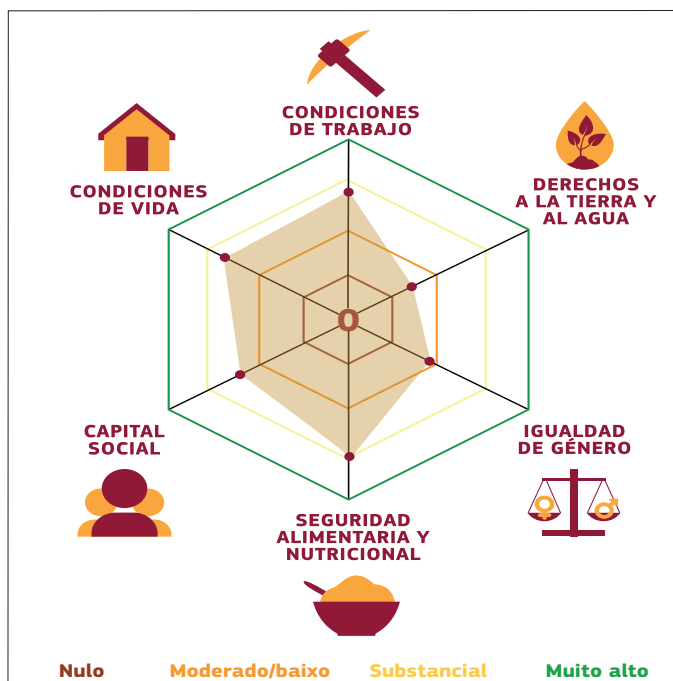 CONDICIONES
DE TRABAJO
CONDICIONES
DE VIDA
DERECHOS
A LA TIERRA Y
AL AGUA
0
CAPITAL
SOCIAL
IGUALDAD
DE GÉNERO
SEGURIDAD
ALIMENTARIA Y
NUTRICIONAL
Nulo Moderado/baixo Substancial Muito alto